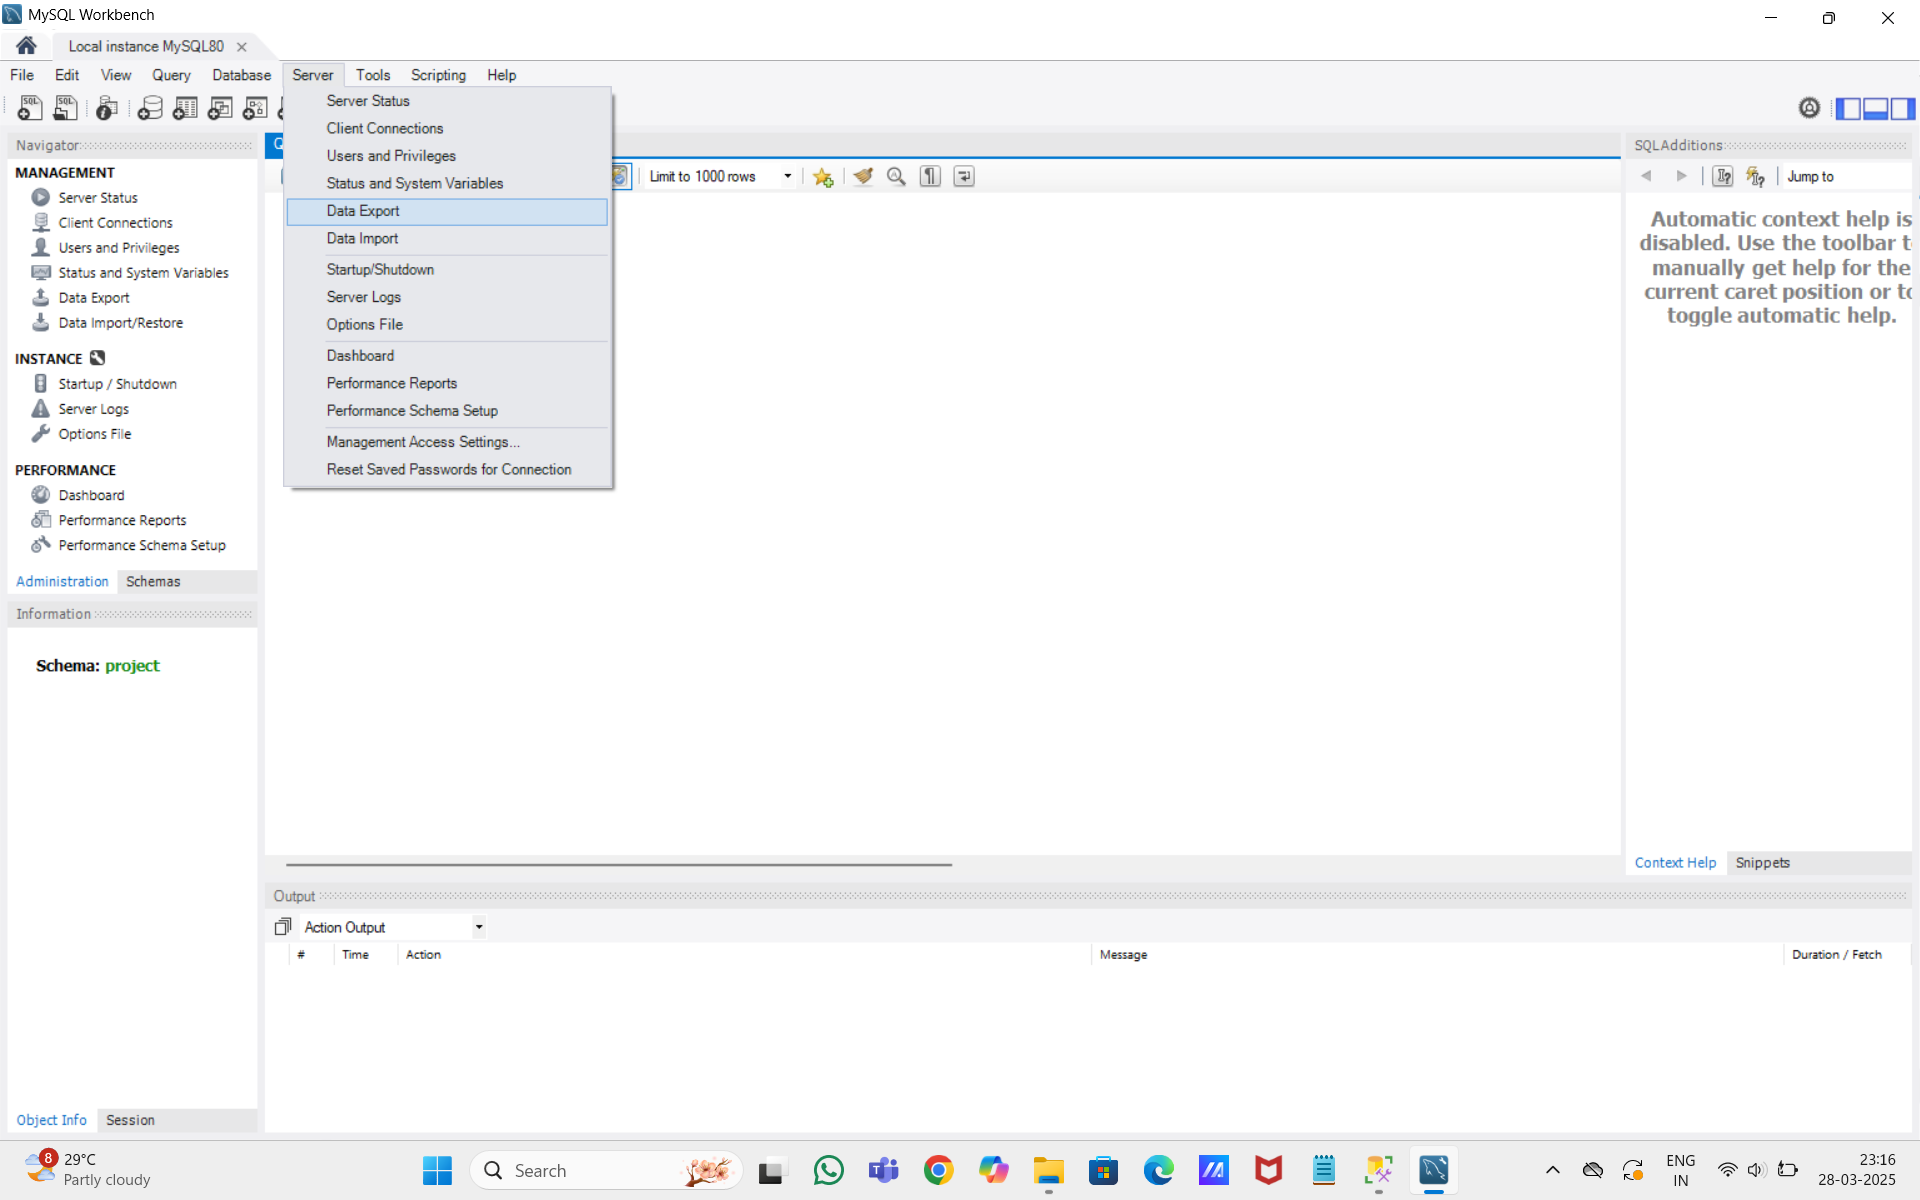 MySQL Workbench
Local instance MySQL80
File Edit View Query Database Server Tools Scripting Help
Server Status
Client Connections
Users and Privileges
Status and System Variables
Data Export
Data Import
Startup/Shutdown
Server Logs
Options File
Dashboard
Performance Reports
Performance Schema Setup
Management Access Settings...
Reset Saved Passwords for Connection
SQL SQL
Navigator
MANAGEMENT
Server Status
Client Connections
Users and Privileges
Status and System Variables
Data Export
Data Import/Restore
INSTANCE
Startup / Shutdown
Server Logs
Options File
PERFORMANCE
Dashboard
Performance Reports
Performance Schema Setup
Administration Schemas
Information
Schema: project
Object Info Session
Limit to 1000 rows
SQLAdditions
Jump to
Automatic context help is
disabled. Use the toolbar
manually get help for the
current caret position or
toggle automatic help.
Context Help Snippets
Output
Action Output
# Time Action Message Duration / Fetch
8
29°C
Partly cloudy
Search
ENG
IN
23:16
28-03-2025